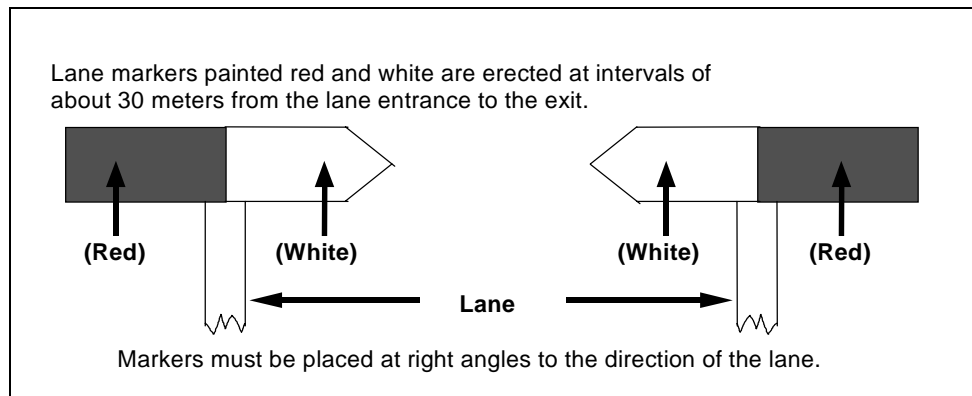 Lane markers painted red and white are erected at intervals of
about 30 meters from the lane entrance to the exit.
(Red) (White) (White) (Red)
Lane
Markers must be placed at right angles to the direction of the lane.